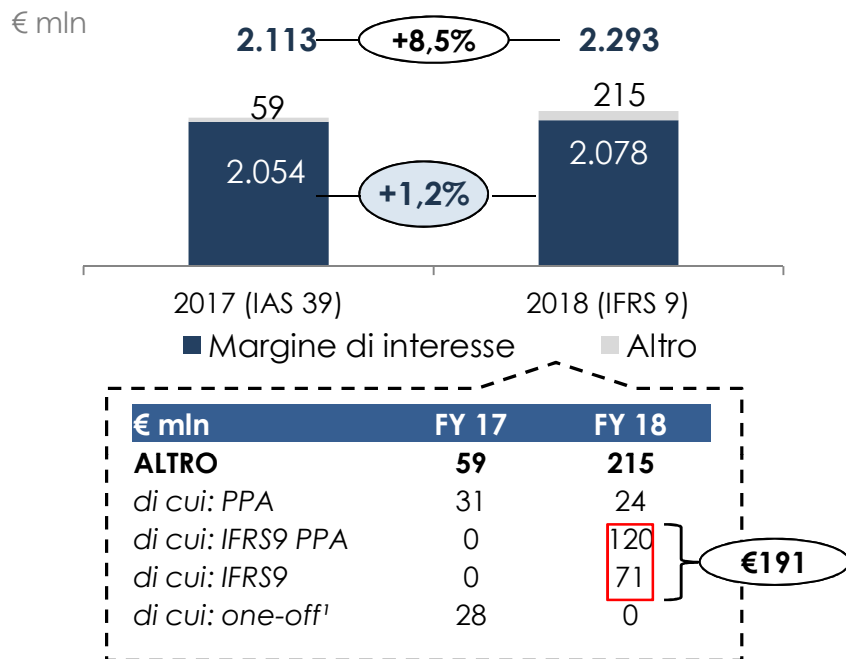 € mln
2.113 +8,5% 2.293
59 215
2.054 2.078
+1,2%
2017 (IAS 39) 2018 (IFRS 9)
Margine di interesse Altro
€ mln FY 17 FY 18
ALTRO 59 215
di cui: PPA 31 24
di cui: IFRS9 PPA 0 120
€191
di cui: IFRS9 0 71
di cui: one-off¹ 28 0